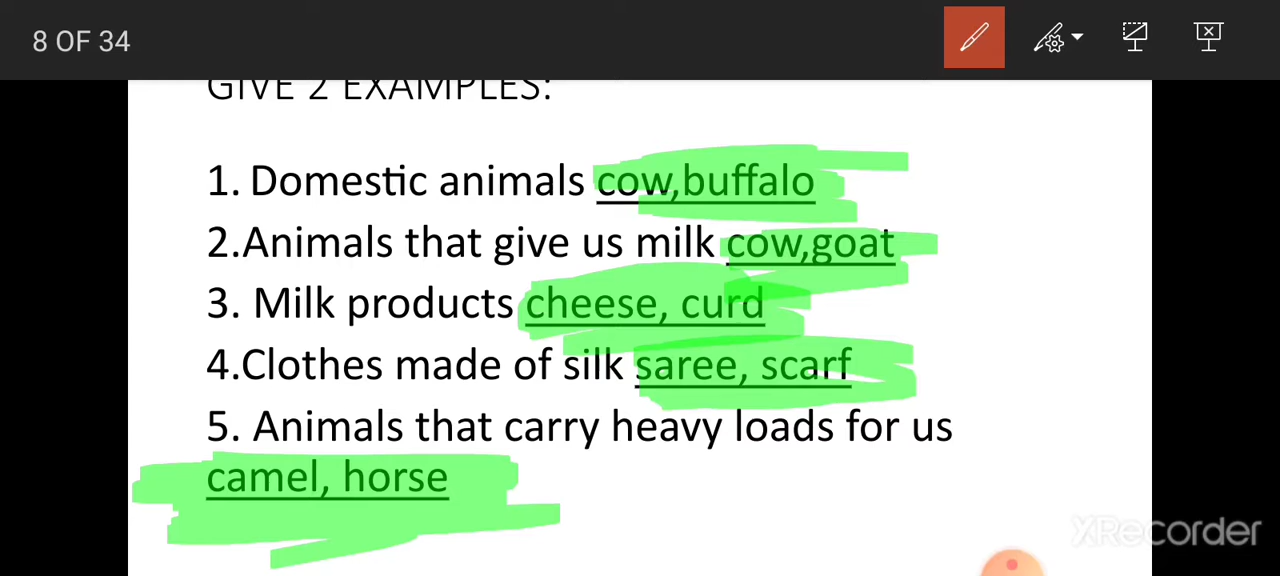 8 OF 34
GIVE 2 EXAMPLES:
1. Domestic animals cow,buffalo
2.Animals that give us milk cow,goat
3. Milk products cheese, curd
4.Clothes made of silk saree, scarf
5. Animals that carry heavy loads for us
camel, horse
XRecorder